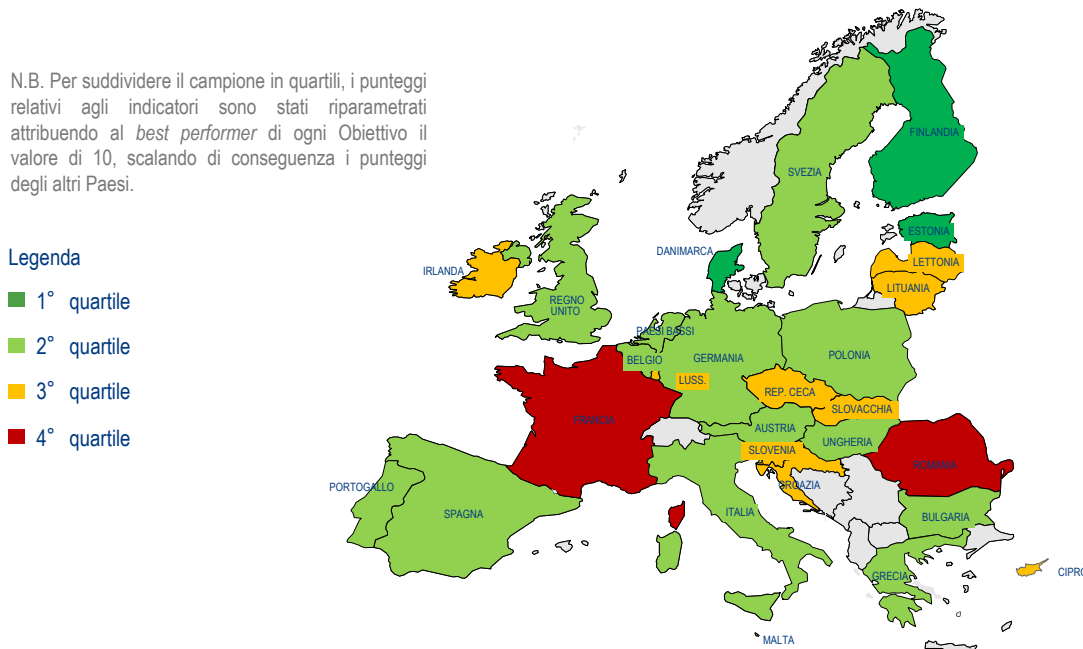 N.B. Per suddividere il campione in quartili, i punteggi
relativi agli indicatori sono stati riparametrati
attribuendo al best performer di ogni Obiettivo il
valore di 10, scalando di conseguenza i punteggi
degli altri Paesi.
Legenda
1° quartile
2° quartile
3° quartile
4° quartile
FINLANDIA
SVEZIA
ESTONIA
DANIMARCA
LETTONIA
IRLANDA
LITUANIA
REGNO
UNITO
PAESI BASSI
BELGIO
GERMANIA
POLONIA
LUSS.
REP. CECA
SLOVACCHIA
FRANCIA
AUSTRIA
UNGHERIA
SLOVENIA
ROMANIA
CROAZIA
PORTOGALLO
SPAGNA
ITALIA
BULGARIA
GRECIA
CIPRO
MALTA